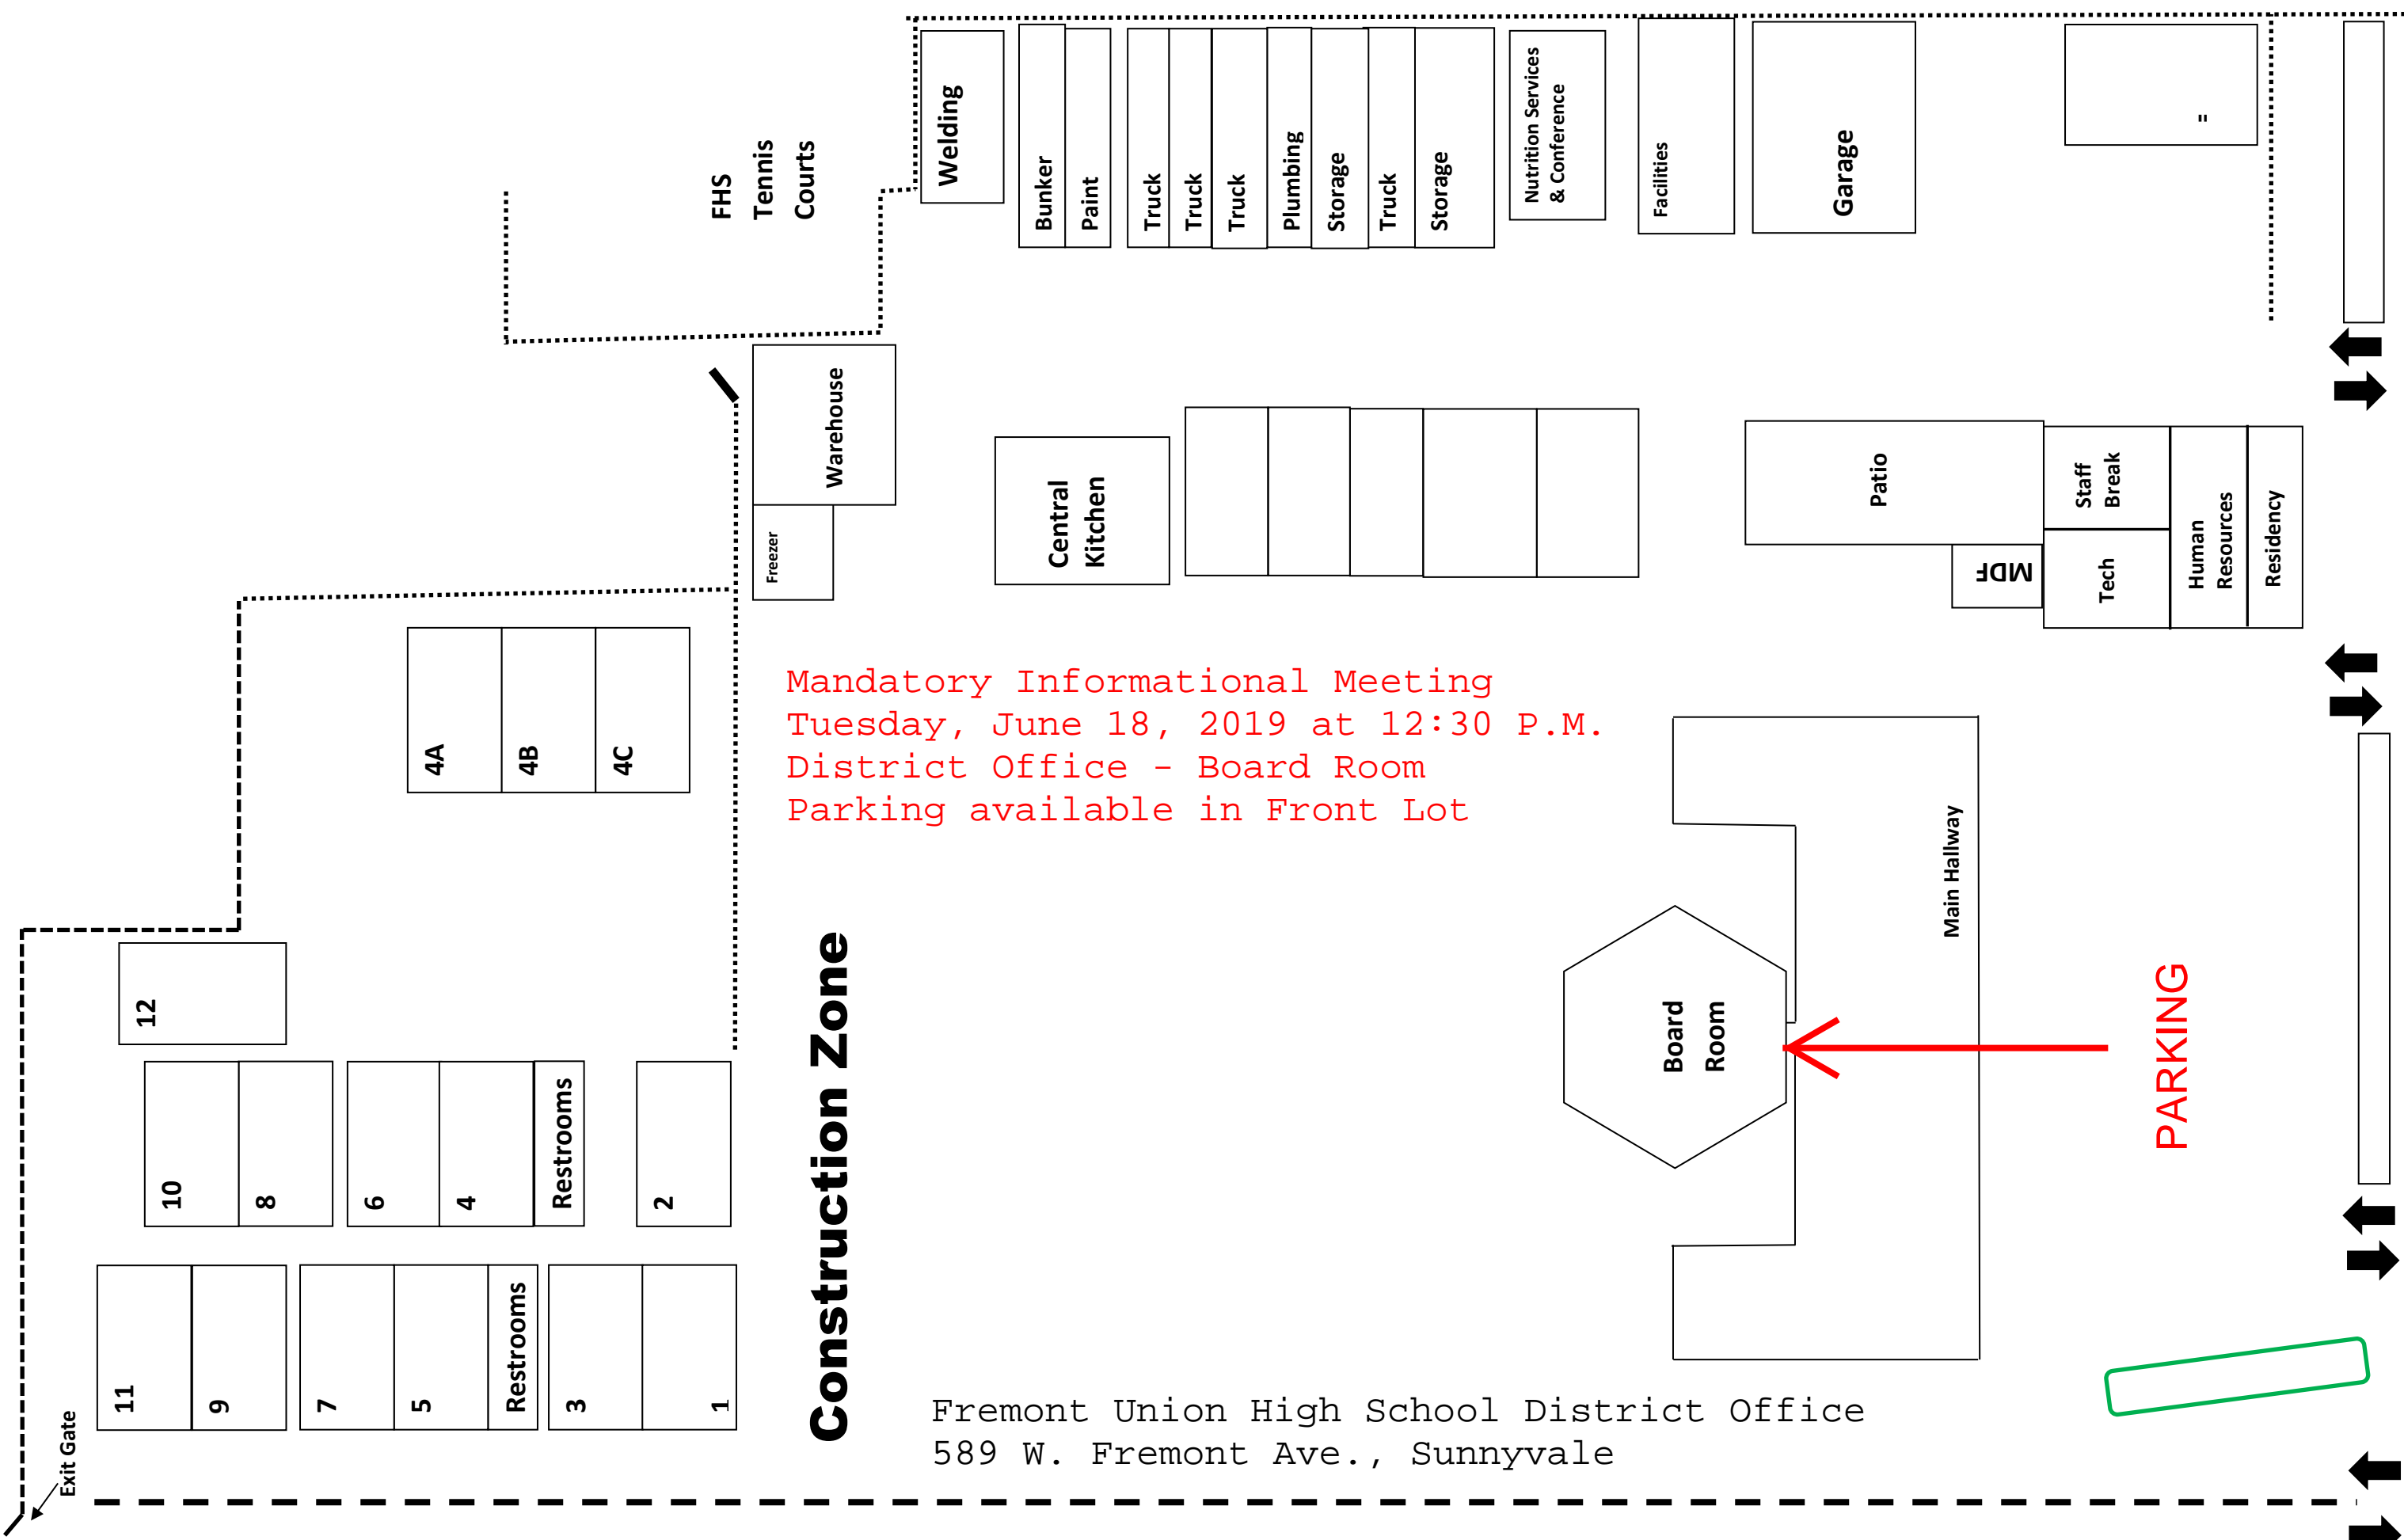 FHS
Tennis
Courts
Welding
Bunker
Paint
Truck
Truck
Truck
Plumbing
Storage
Truck
Storage
Nutrition Services
& Conference
Facilities
Garage
=
Warehouse
Freezer
Central
Kitchen
Patio
MDF
Staff
Break
Tech
Human
Resources
Residency
4A
4B
4C
Mandatory Informational Meeting
Tuesday, June 18, 2019 at 12:30 P.M.
District Office - Board Room
Parking available in Front Lot
Main Hallway
Board
Room
PARKING
Construction Zone
12
10
8
6
4
Restrooms
2
11
9
7
5
Restrooms
3
1
Exit Gate
Fremont Union High School District Office
589 W. Fremont Ave., Sunnyvale